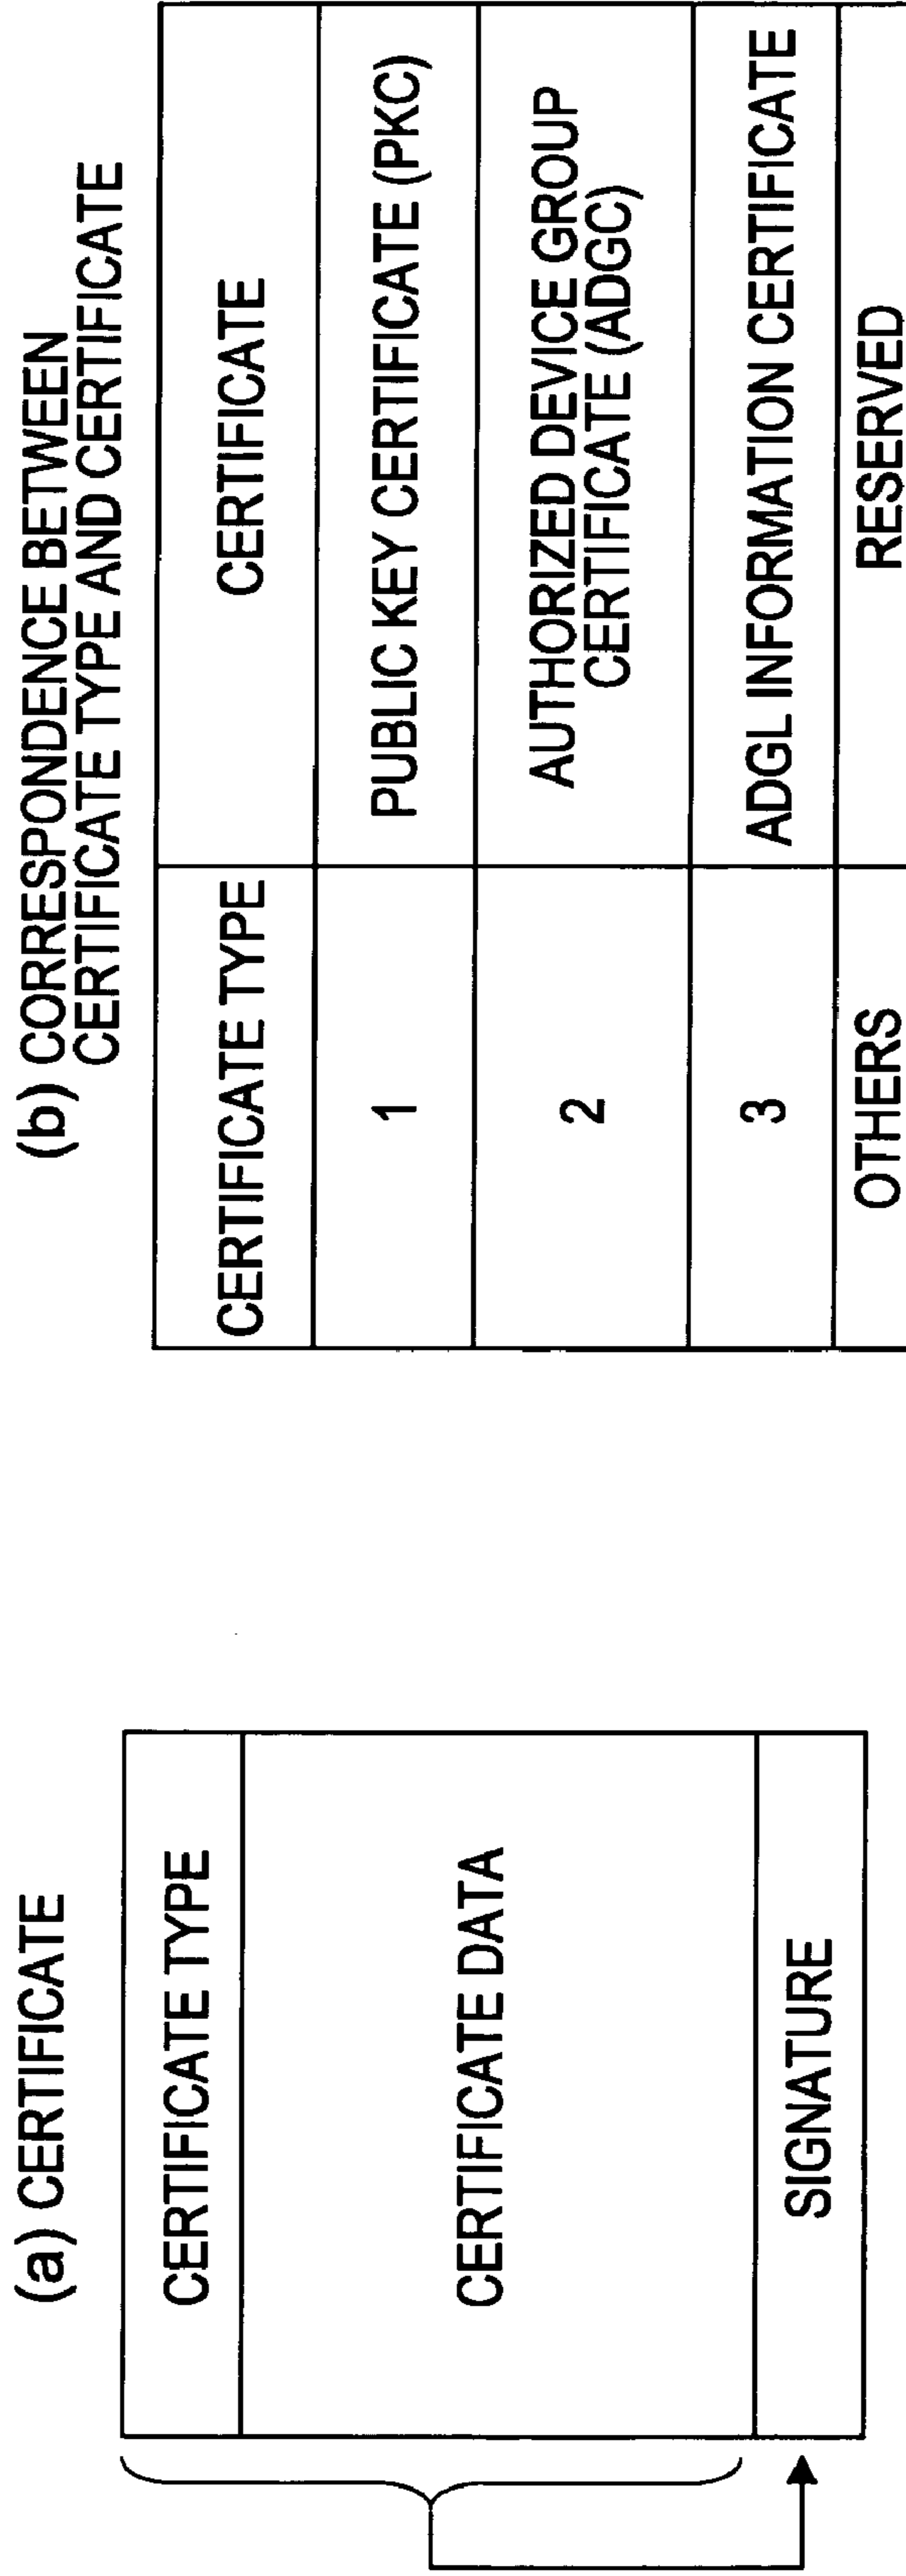 (a) CERTIFICATE
CERTIFICATE TYPE
CERTIFICATE DATA
SIGNATURE
(b) CORRESPONDENCE BETWEEN
CERTIFICATE TYPE AND CERTIFICATE
CERTIFICATE TYPE
CERTIFICATE
1
PUBLIC KEY CERTIFICATE (PKC)
2
AUTHORIZED DEVICE GROUP
CERTIFICATE (ADGC)
3
ADGL INFORMATION CERTIFICATE
OTHERS
RESERVED